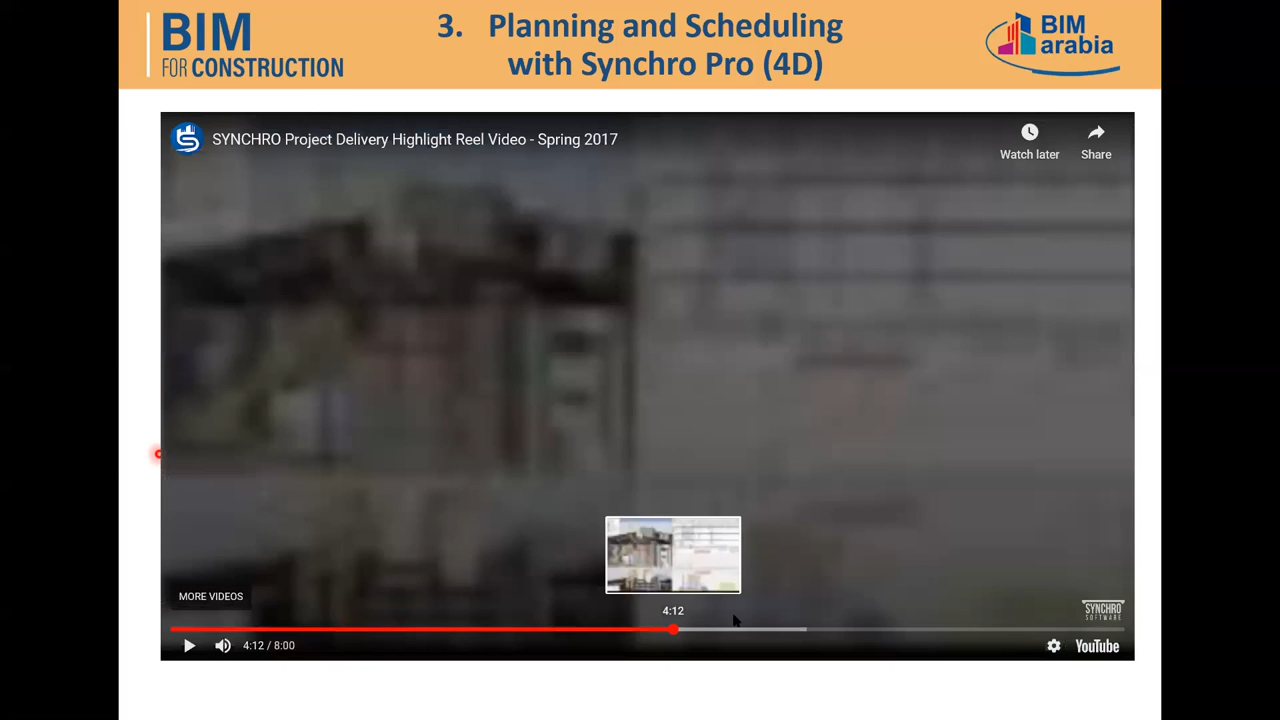 BIM
FOR CONSTRUCTION
3. Planning and Scheduling
with Synchro Pro (4D)
BIM
arabia
SYNCHRO Project Delivery Highlight Reel Video - Spring 2017
Watch later
Share
MORE VIDEOS
4:12
SYNCHRO
SOFTWARE
4:12 / 8:00
YouTube